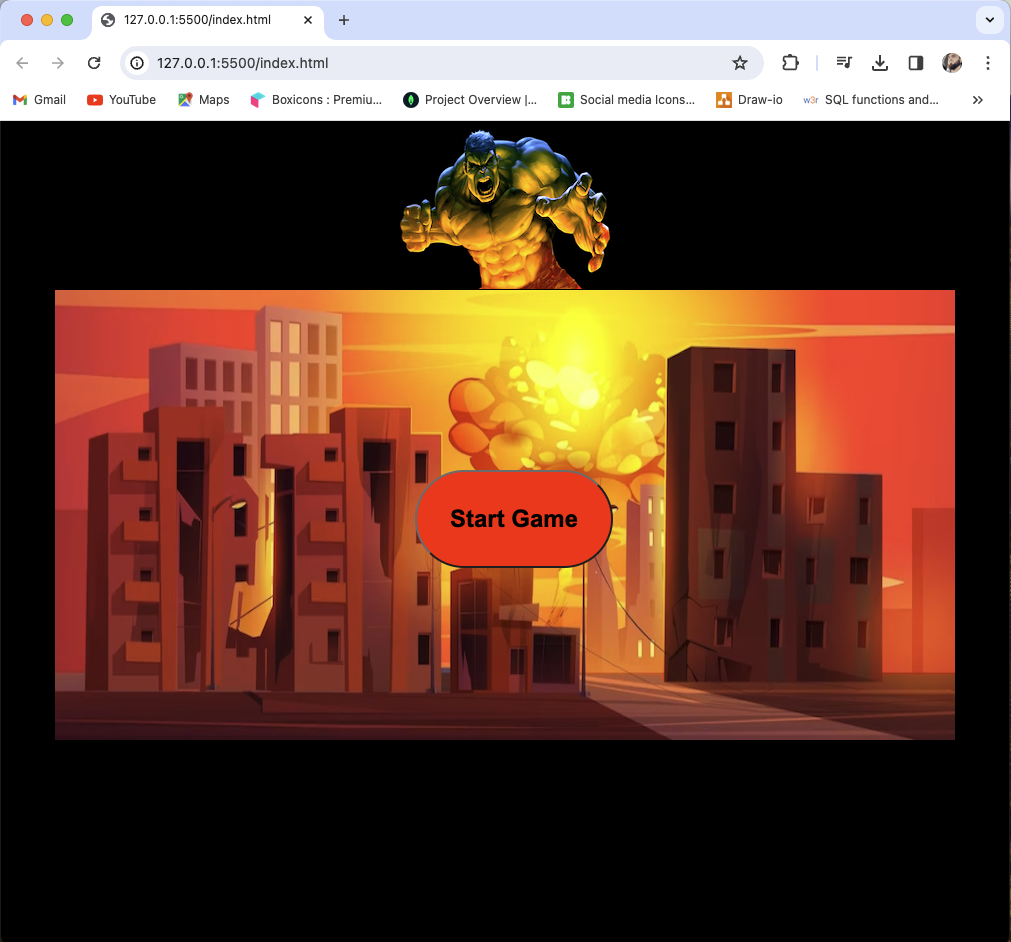 127.0.0.1:5500/index.html
127.0.0.1:5500/index.html
Gmail YouTube Maps Boxicons : Premiu... Project Overview |... Social media Icons... Draw-io w3r SQL functions and...
Start Game